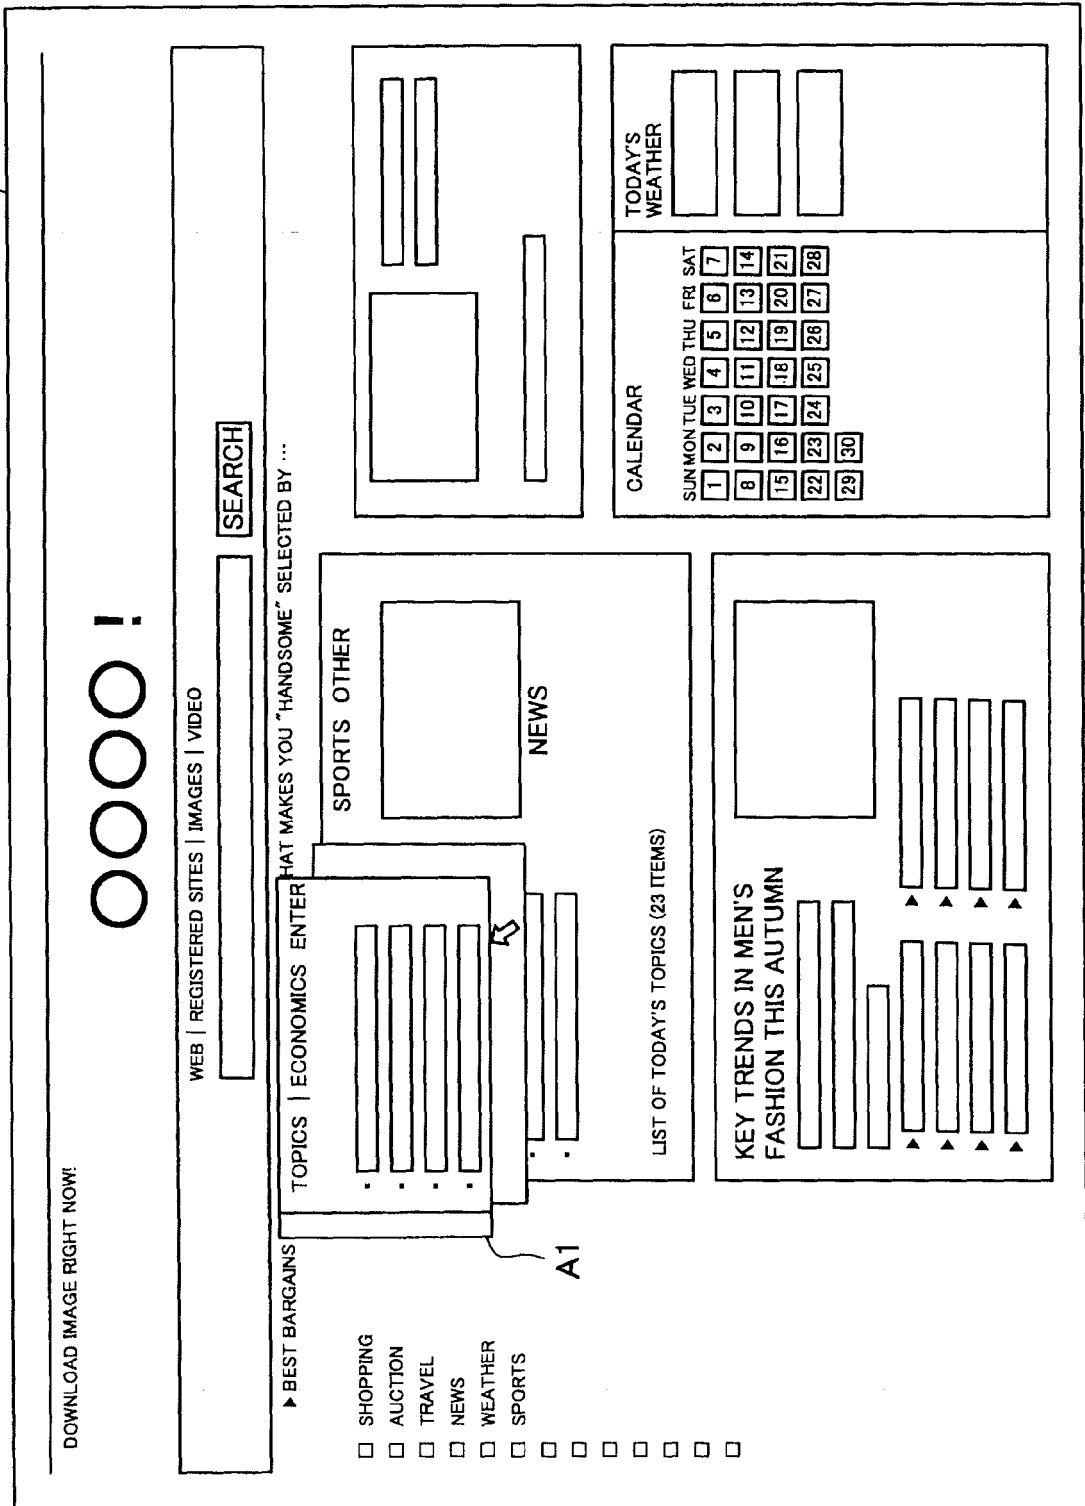 DOWNLOAD IMAGE RIGHT NOW!
○○○○ !
WEB | REGISTERED SITES | IMAGES | VIDEO
SEARCH
▶ BEST BARGAINS
HAT MAKES YOU "HANDSOME" SELECTED BY ...
TOPICS | ECONOMICS ENTER
SPORTS OTHER
NEWS
LIST OF TODAY'S TOPICS (23 ITEMS)
A1
□ SHOPPING
□ AUCTION
□ TRAVEL
□ NEWS
□ WEATHER
□ SPORTS
KEY TRENDS IN MEN'S
FASHION THIS AUTUMN
CALENDAR
SUN MON TUE WED THU FRI SAT
1 2 3 4 5 6 7
8 9 10 11 12 13 14
15 16 17 18 19 20 21
22 23 24 25 26 27 28
29 30
TODAY'S
WEATHER